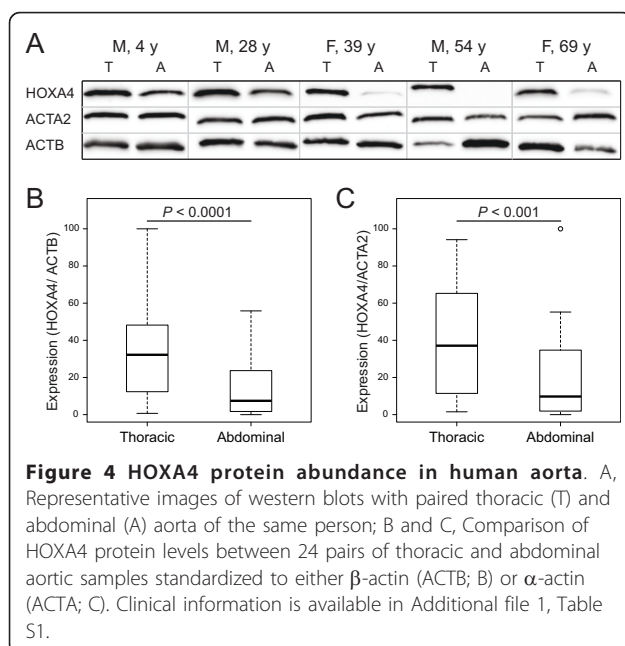 A
M, 4 y M, 28 y F, 39 y M, 54 y F, 69 y
T A T A T A T A T A
HOXA4
ACTA2
ACTB
B
P < 0.0001
Expression (HOXA4/ ACTB)
100
80
60
40
20
0
Thoracic Abdominal
C
P < 0.001
Expression (HOXA4/ACTA2)
100
80
60
40
20
0
Thoracic Abdominal
Figure 4 HOXA4 protein abundance in human aorta. A,
Representative images of western blots with paired thoracic (T) and
abdominal (A) aorta of the same person; B and C, Comparison of
HOXA4 protein levels between 24 pairs of thoracic and abdominal
aortic samples standardized to either β-actin (ACTB; B) or α-actin
(ACTA; C). Clinical information is available in Additional file 1, Table
S1.